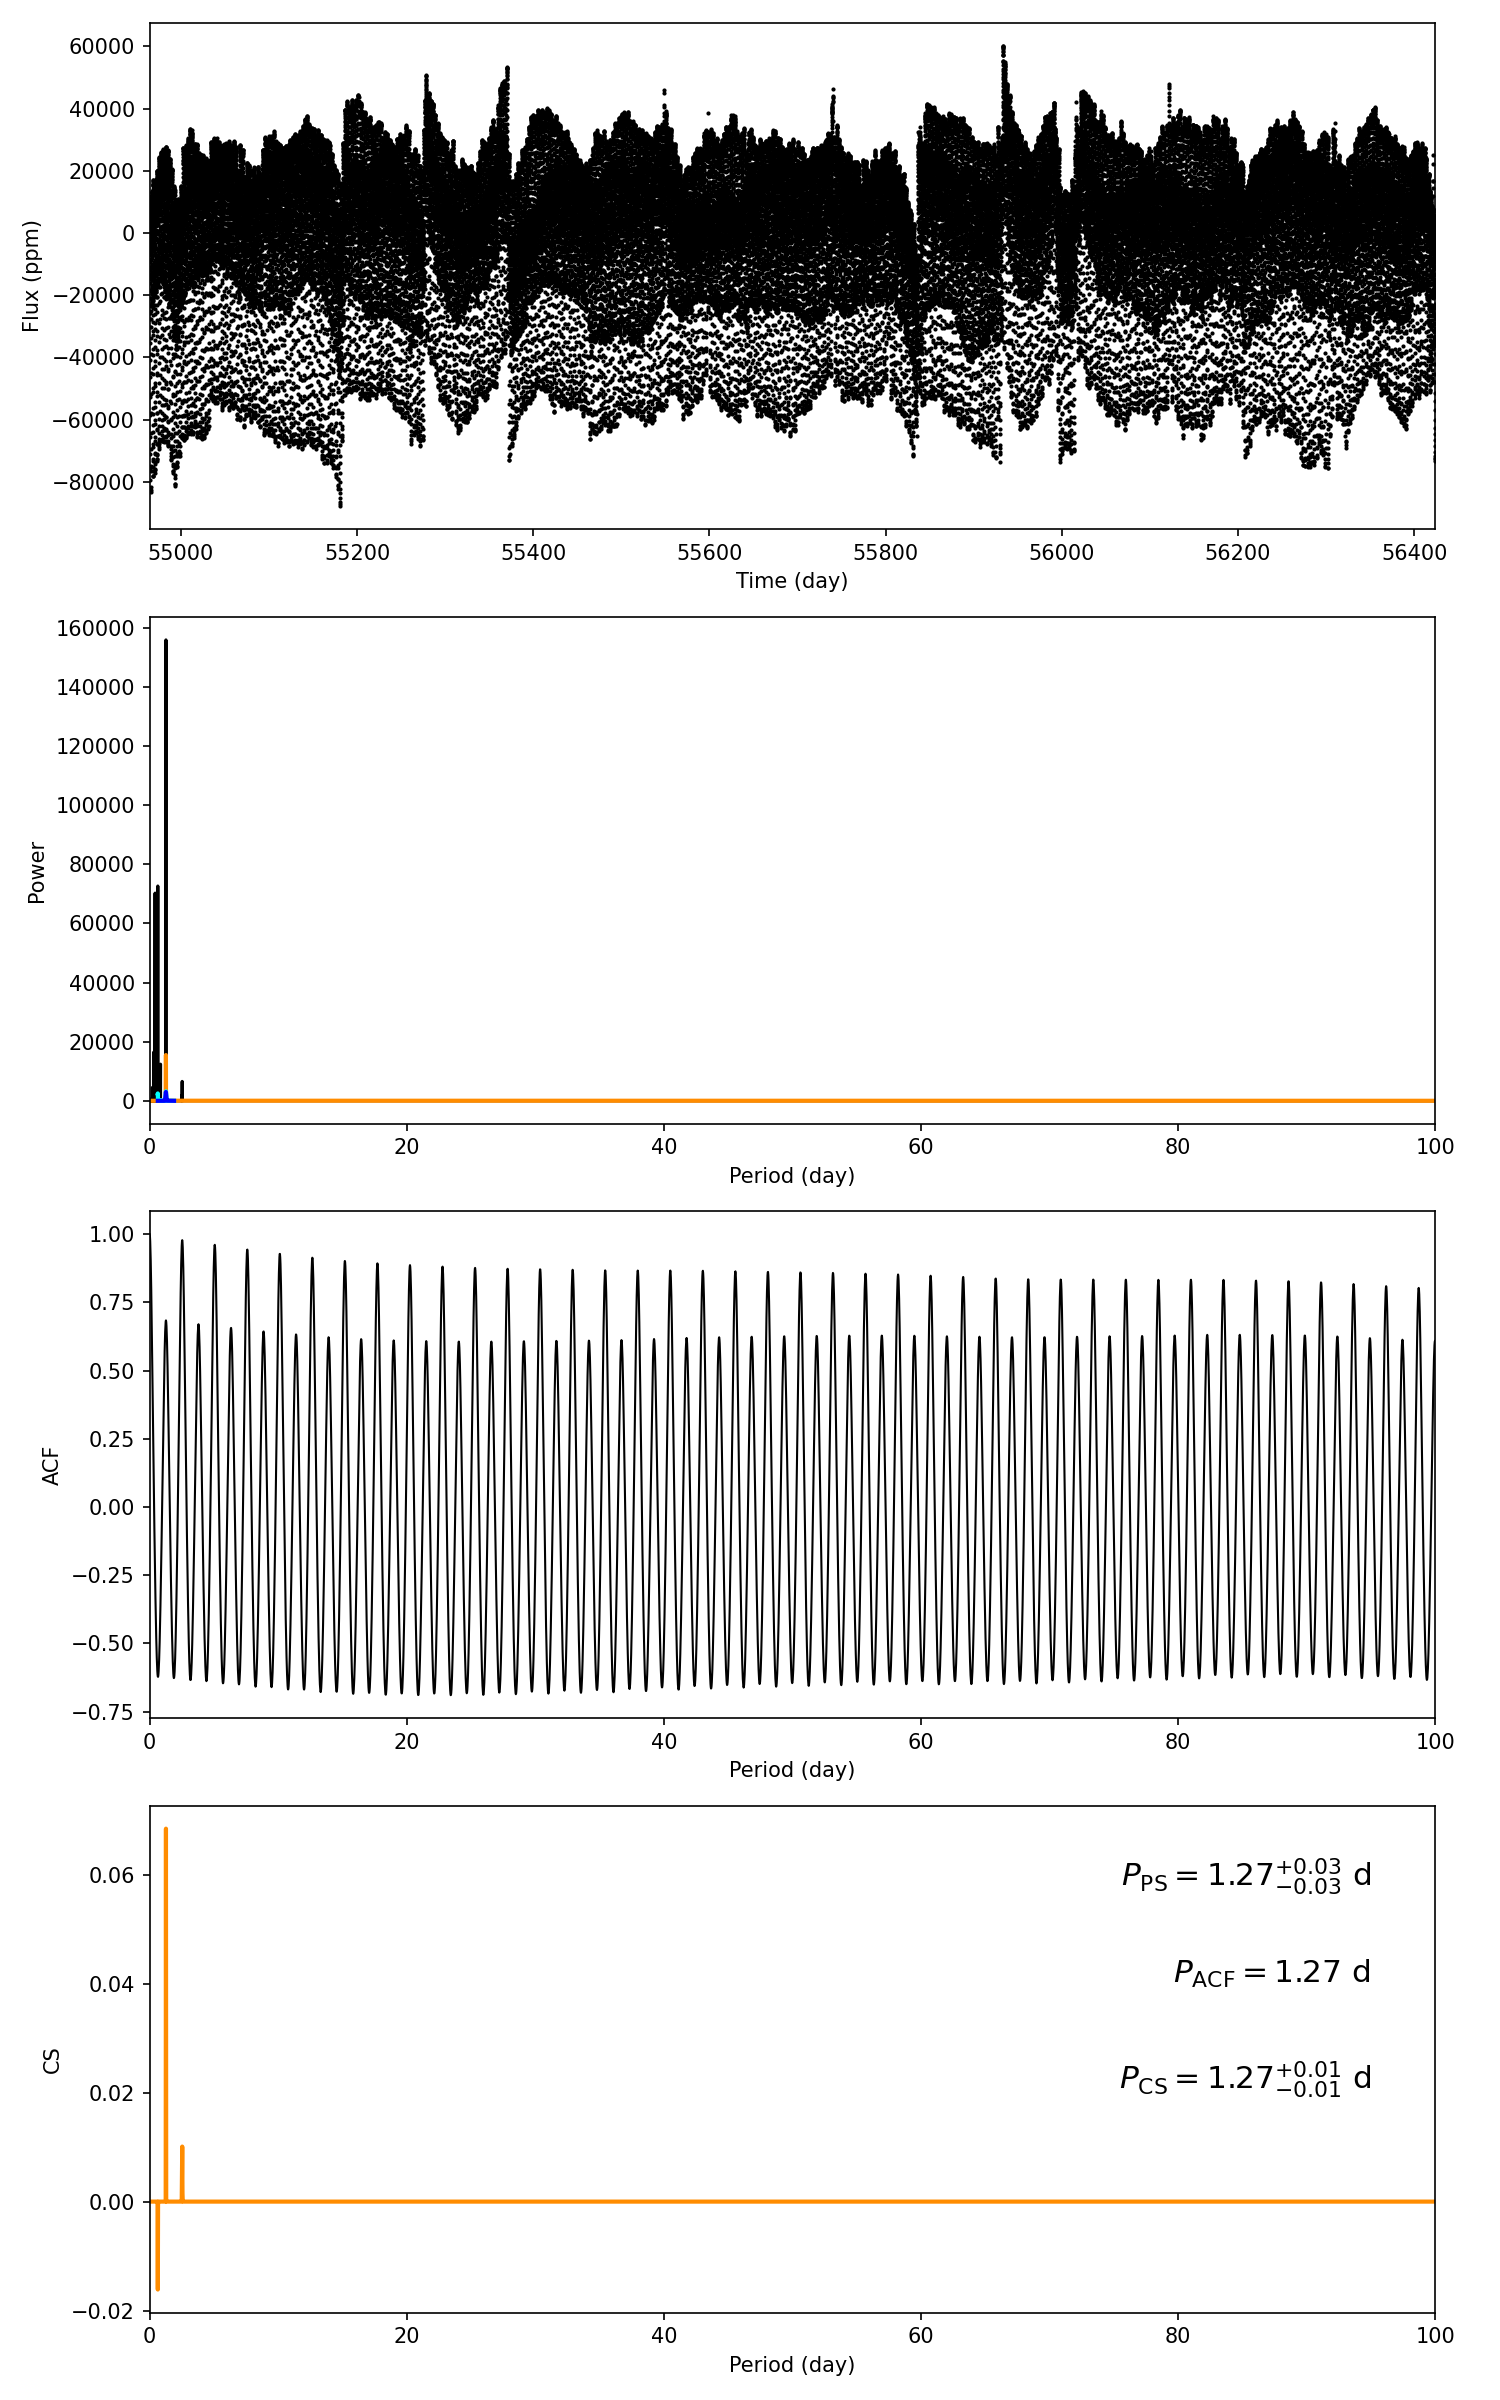 60000
40000
20000
0
−20000
−40000
−60000
−80000
Flux (ppm)
55000 55200 55400 55600 55800 56000 56200 56400
Time (day)
160000
140000
120000
100000
80000
60000
40000
20000
0
Power
0 20 40 60 80 100
Period (day)
1.00
0.75
0.50
0.25
0.00
−0.25
−0.50
−0.75
ACF
0 20 40 60 80 100
Period (day)
0.06
0.04
0.02
0.00
−0.02
CS
P_PS = 1.27^{+0.03}_{−0.03} d
P_ACF = 1.27 d
P_CS = 1.27^{+0.01}_{−0.01} d
0 20 40 60 80 100
Period (day)